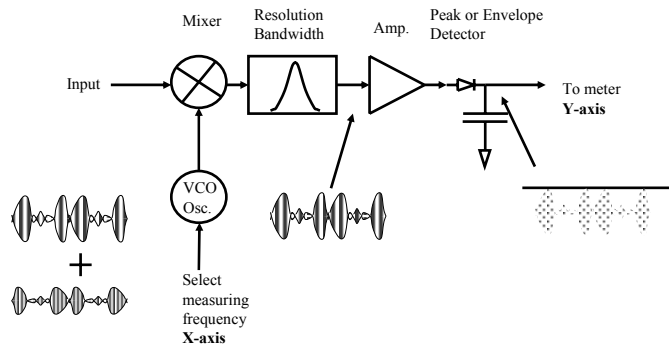 Mixer
Resolution
Bandwidth
Amp.
Peak or Envelope
Detector
Input
To meter
Y-axis
VCO
Osc.
Select
measuring
frequency
X-axis